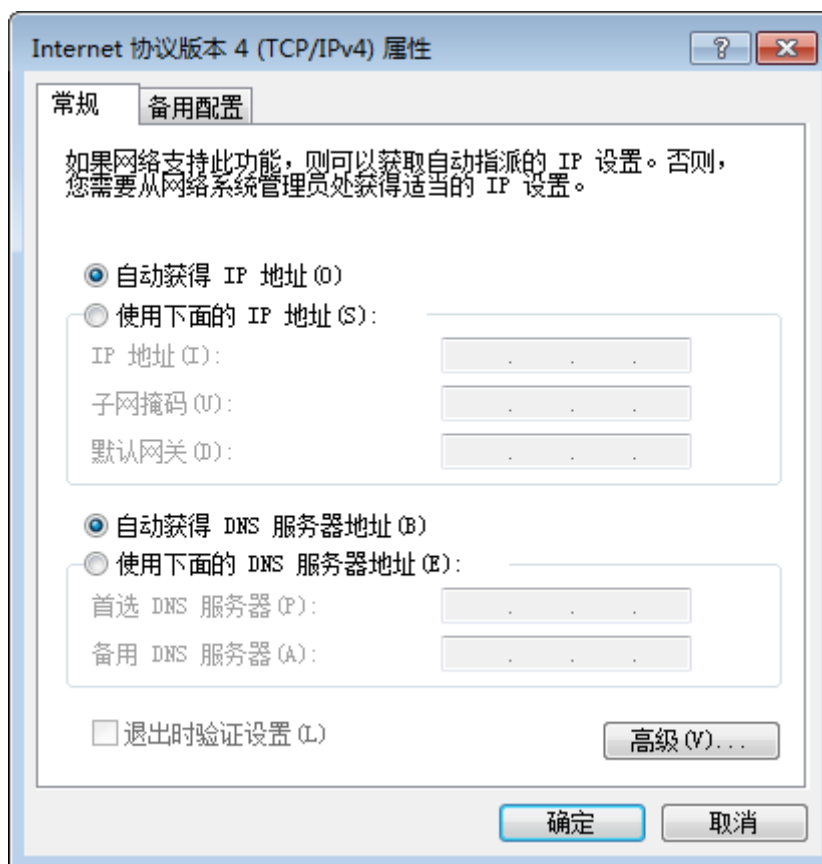 Internet 协议版本 4 (TCP/IPv4) 属性
常规 备用配置
如果网络支持此功能，则可以获取自动指派的 IP 设置。否则，
您需要从网络系统管理员处获得适当的 IP 设置。
自动获得 IP 地址(O)
使用下面的 IP 地址(S):
IP 地址(I):
子网掩码(U):
默认网关(D):
自动获得 DNS 服务器地址(B)
使用下面的 DNS 服务器地址(E):
首选 DNS 服务器(P):
备用 DNS 服务器(A):
退出时验证设置(L)
高级(V)...
确定 取消